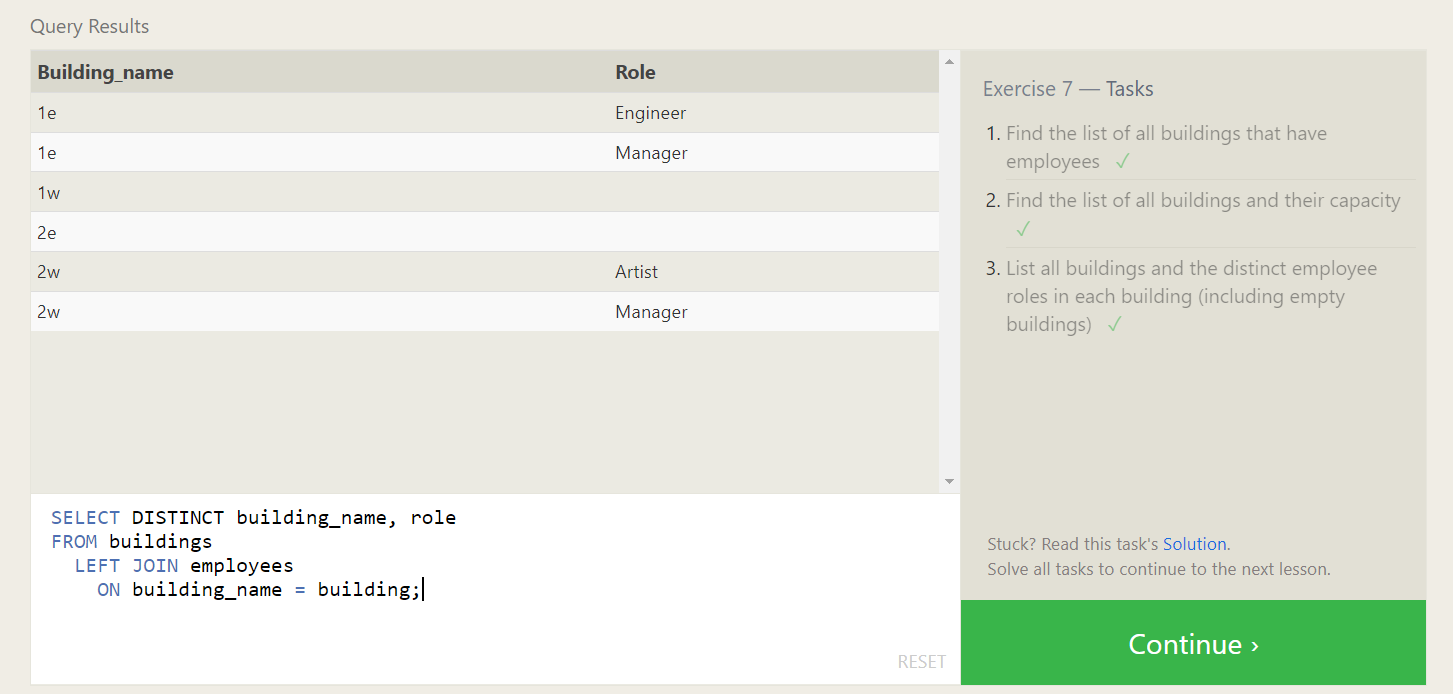 Query Results
Building_name Role
1e Engineer
1e Manager
1w
2e
2w Artist
2w Manager
SELECT DISTINCT building_name, role
FROM buildings
LEFT JOIN employees
ON building_name = building;
RESET
Exercise 7 — Tasks
1. Find the list of all buildings that have
employees ✓
2. Find the list of all buildings and their capacity
✓
3. List all buildings and the distinct employee
roles in each building (including empty
buildings) ✓
Stuck? Read this task's Solution.
Solve all tasks to continue to the next lesson.
Continue ›